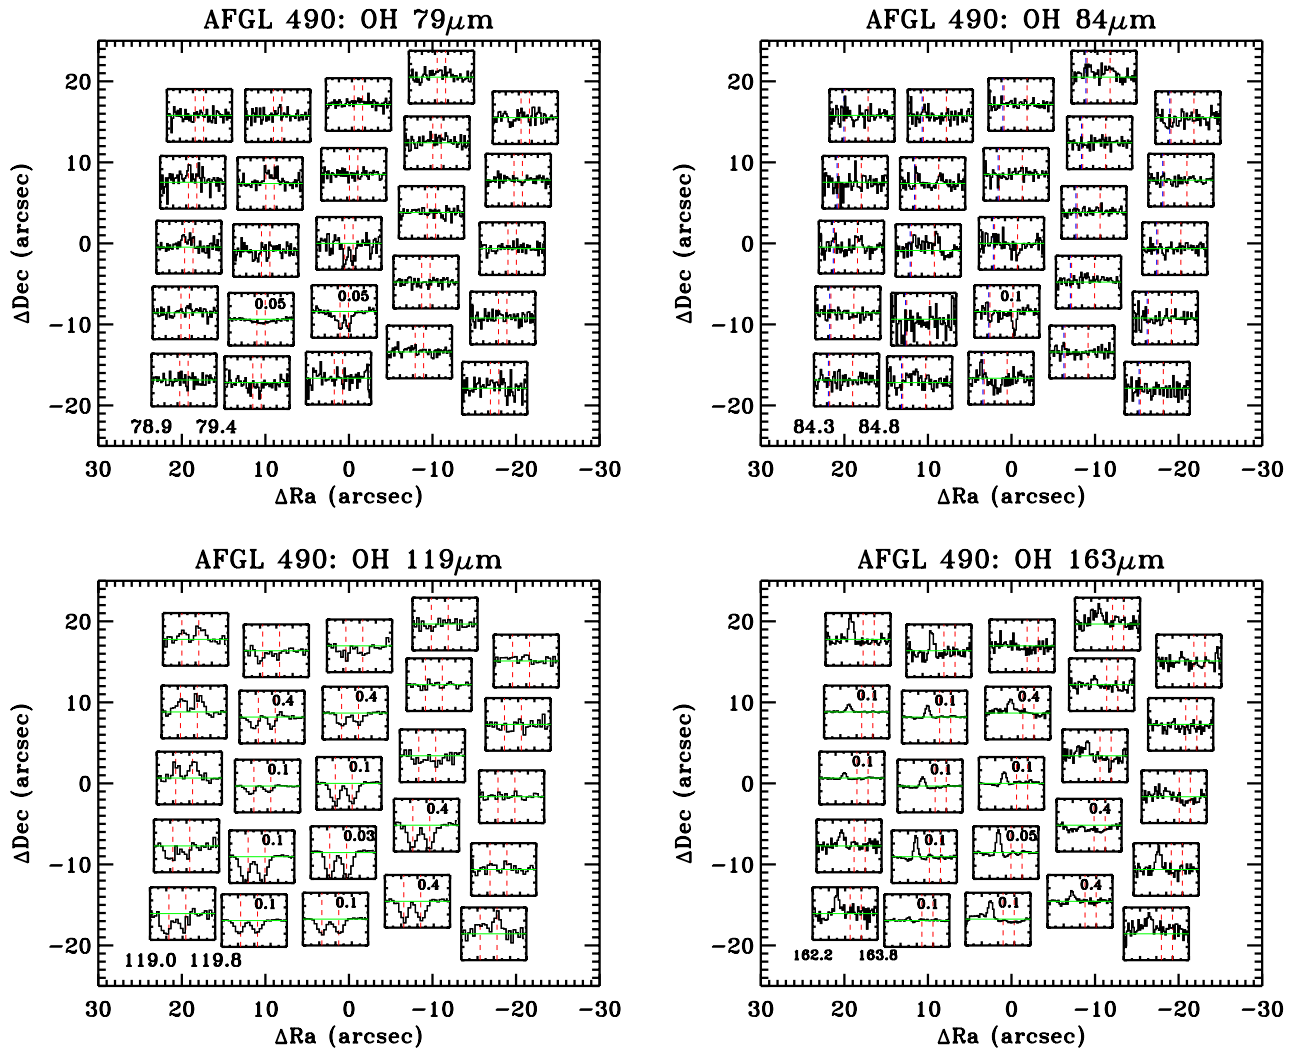 AFGL 490: OH 79μm
ΔDec (arcsec)
20
10
0
−10
−20
0.05
0.05
78.9 79.4
30 20 10 0 −10 −20 −30
ΔRa (arcsec)
AFGL 490: OH 84μm
ΔDec (arcsec)
20
10
0
−10
−20
0.1
84.3 84.8
30 20 10 0 −10 −20 −30
ΔRa (arcsec)
AFGL 490: OH 119μm
ΔDec (arcsec)
20
10
0
−10
−20
0.4 0.4
0.1 0.1
0.4
0.1 0.03
0.4
0.1 0.1
119.0 119.8
30 20 10 0 −10 −20 −30
ΔRa (arcsec)
AFGL 490: OH 163μm
ΔDec (arcsec)
20
10
0
−10
−20
0.1 0.1 0.4
0.1 0.1 0.1
0.4
0.1 0.05
0.4
0.1 0.1
162.2 163.8
30 20 10 0 −10 −20 −30
ΔRa (arcsec)